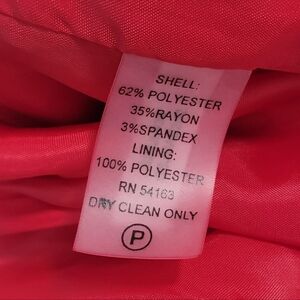 SHELL:
62% POLYESTER
35%RAYON
3%SPANDEX
LINING:
100% POLYESTER
RN 54163
DRY CLEAN ONLY
P